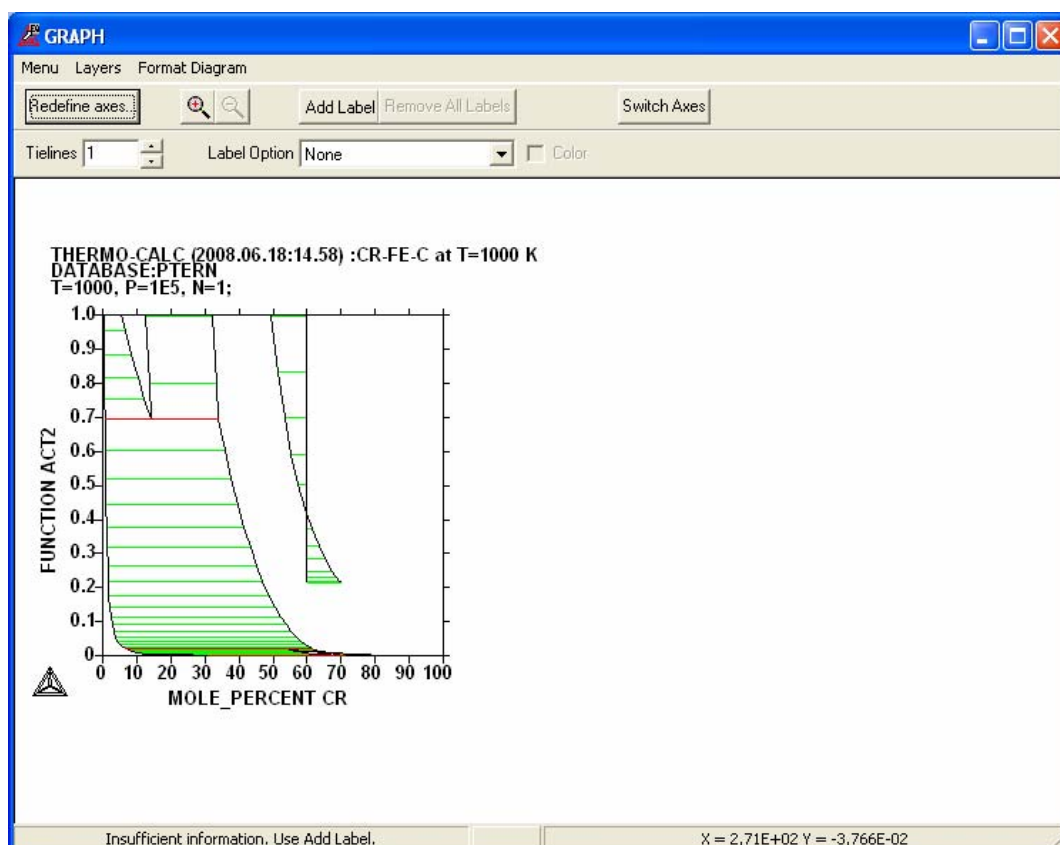 GRAPH
Menu Layers Format Diagram
Redefine axes... Add Label Remove All Labels Switch Axes
Tielines 1 Label Option None Color
THERMO-CALC (2008.06.18:14.58) :CR-FE-C at T=1000 K
DATABASE:PTERN
T=1000, P=1E5, N=1;
1.0
0.9
0.8
0.7
0.6
0.5
0.4
0.3
0.2
0.1
0
FUNCTION ACT2
0 10 20 30 40 50 60 70 80 90 100
MOLE_PERCENT CR
Insufficient information. Use Add Label. X = 2.71E+02 Y = -3.766E-02